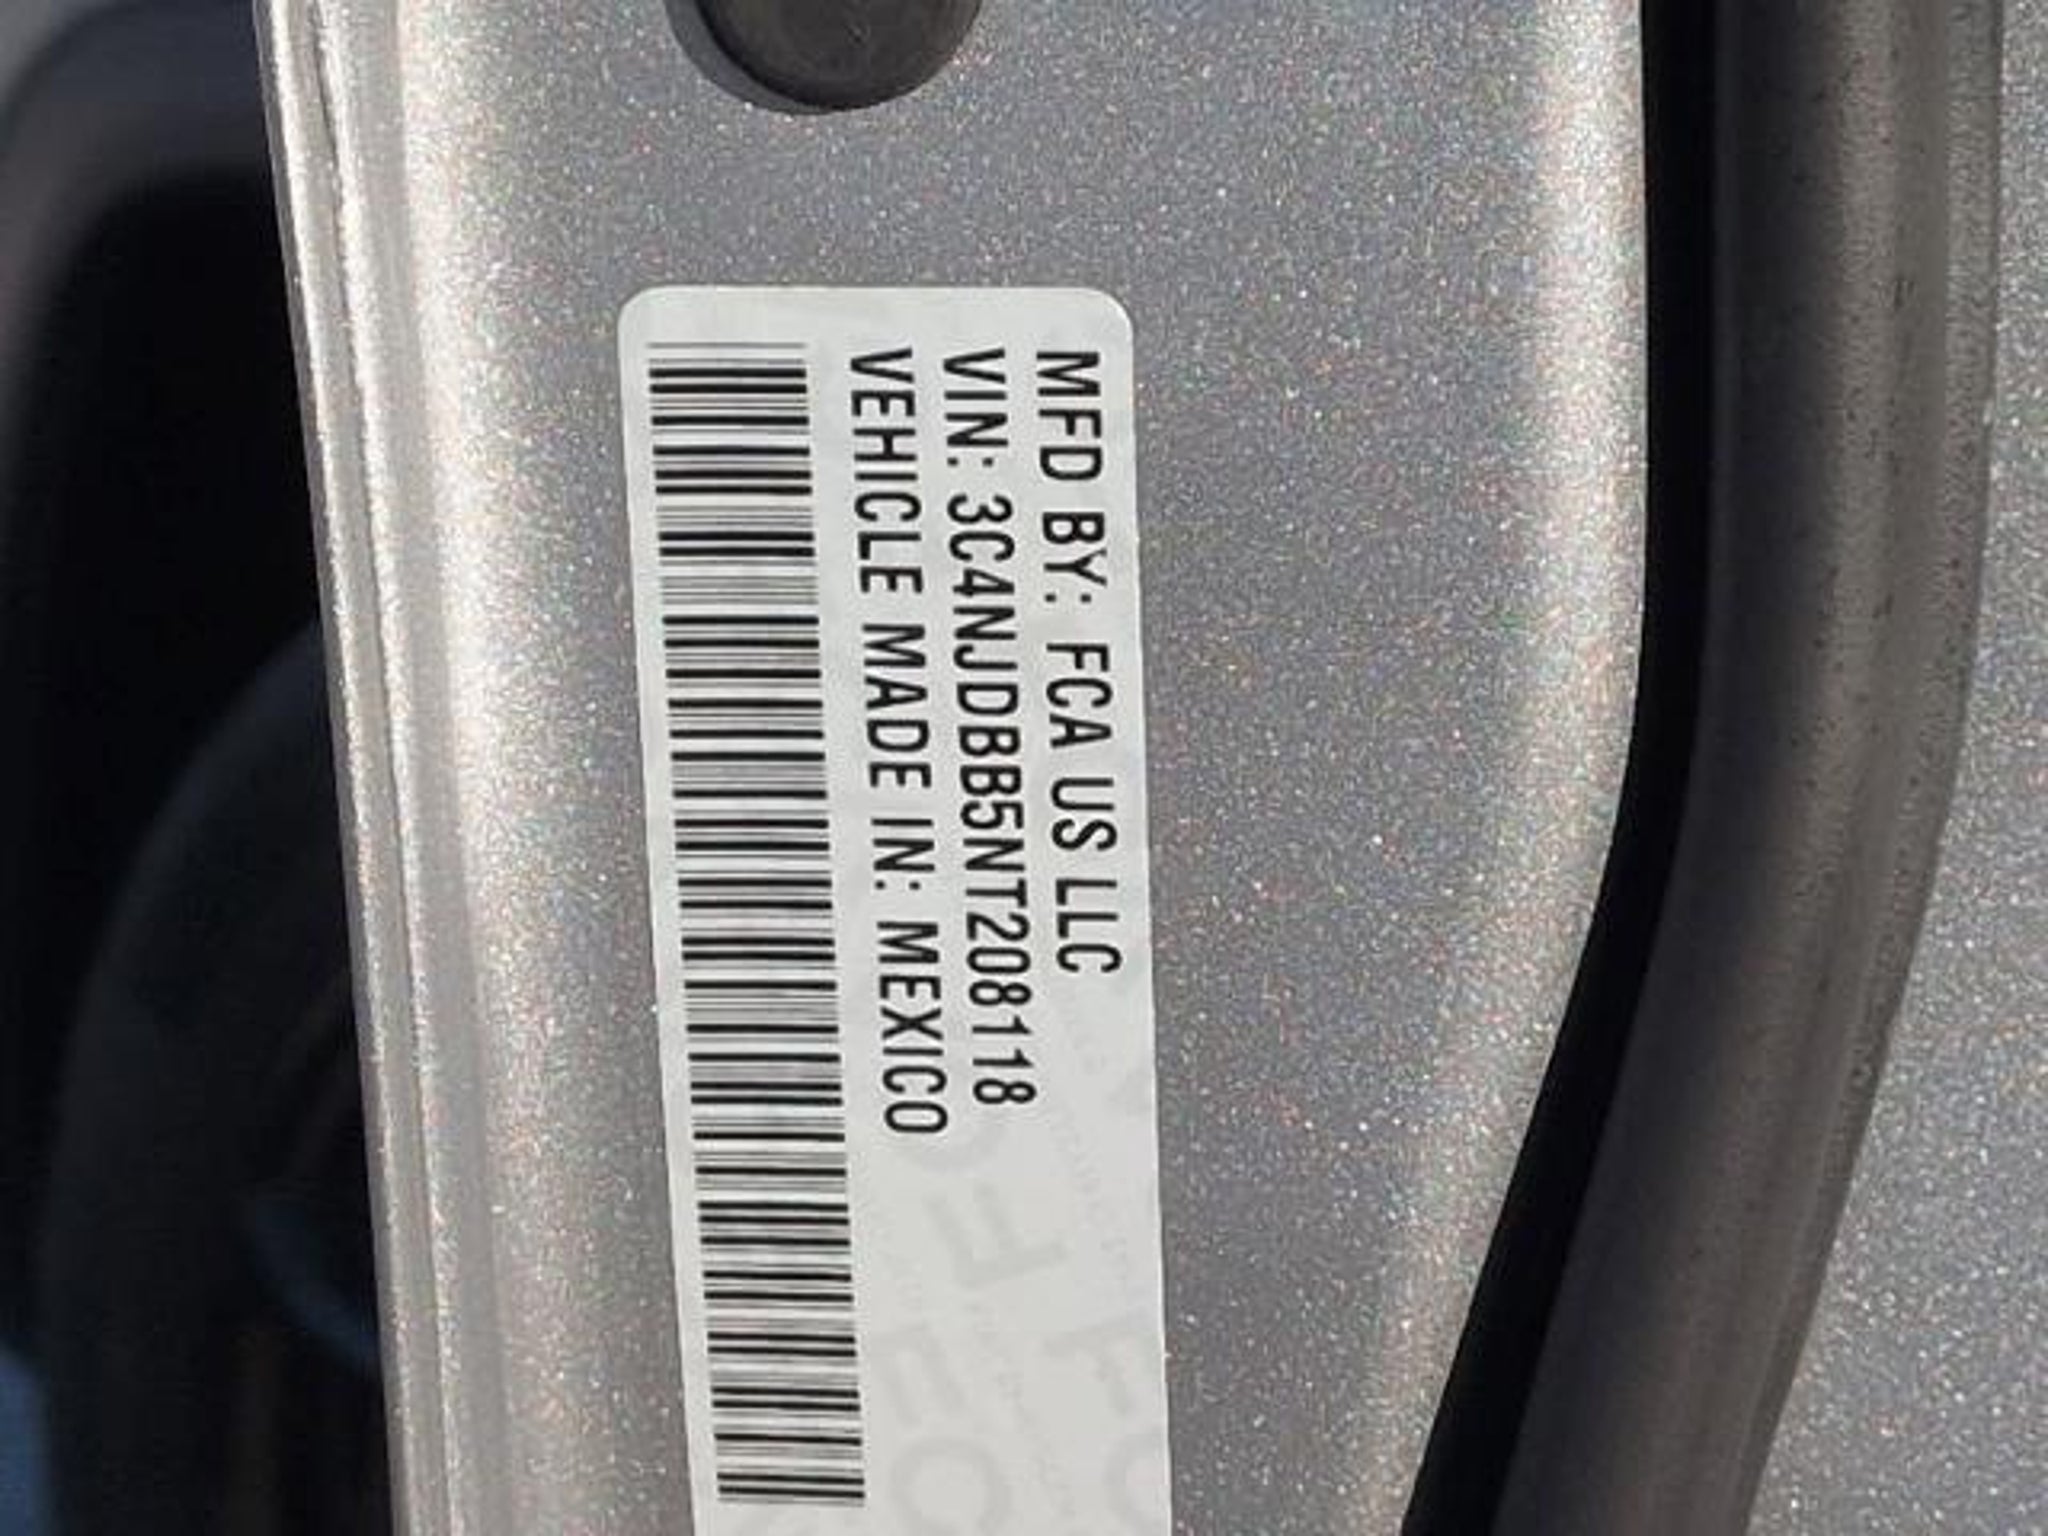 MFD BY: FCA US LLC
VIN: 3C4NJDBB5NT208118
VEHICLE MADE IN: MEXICO